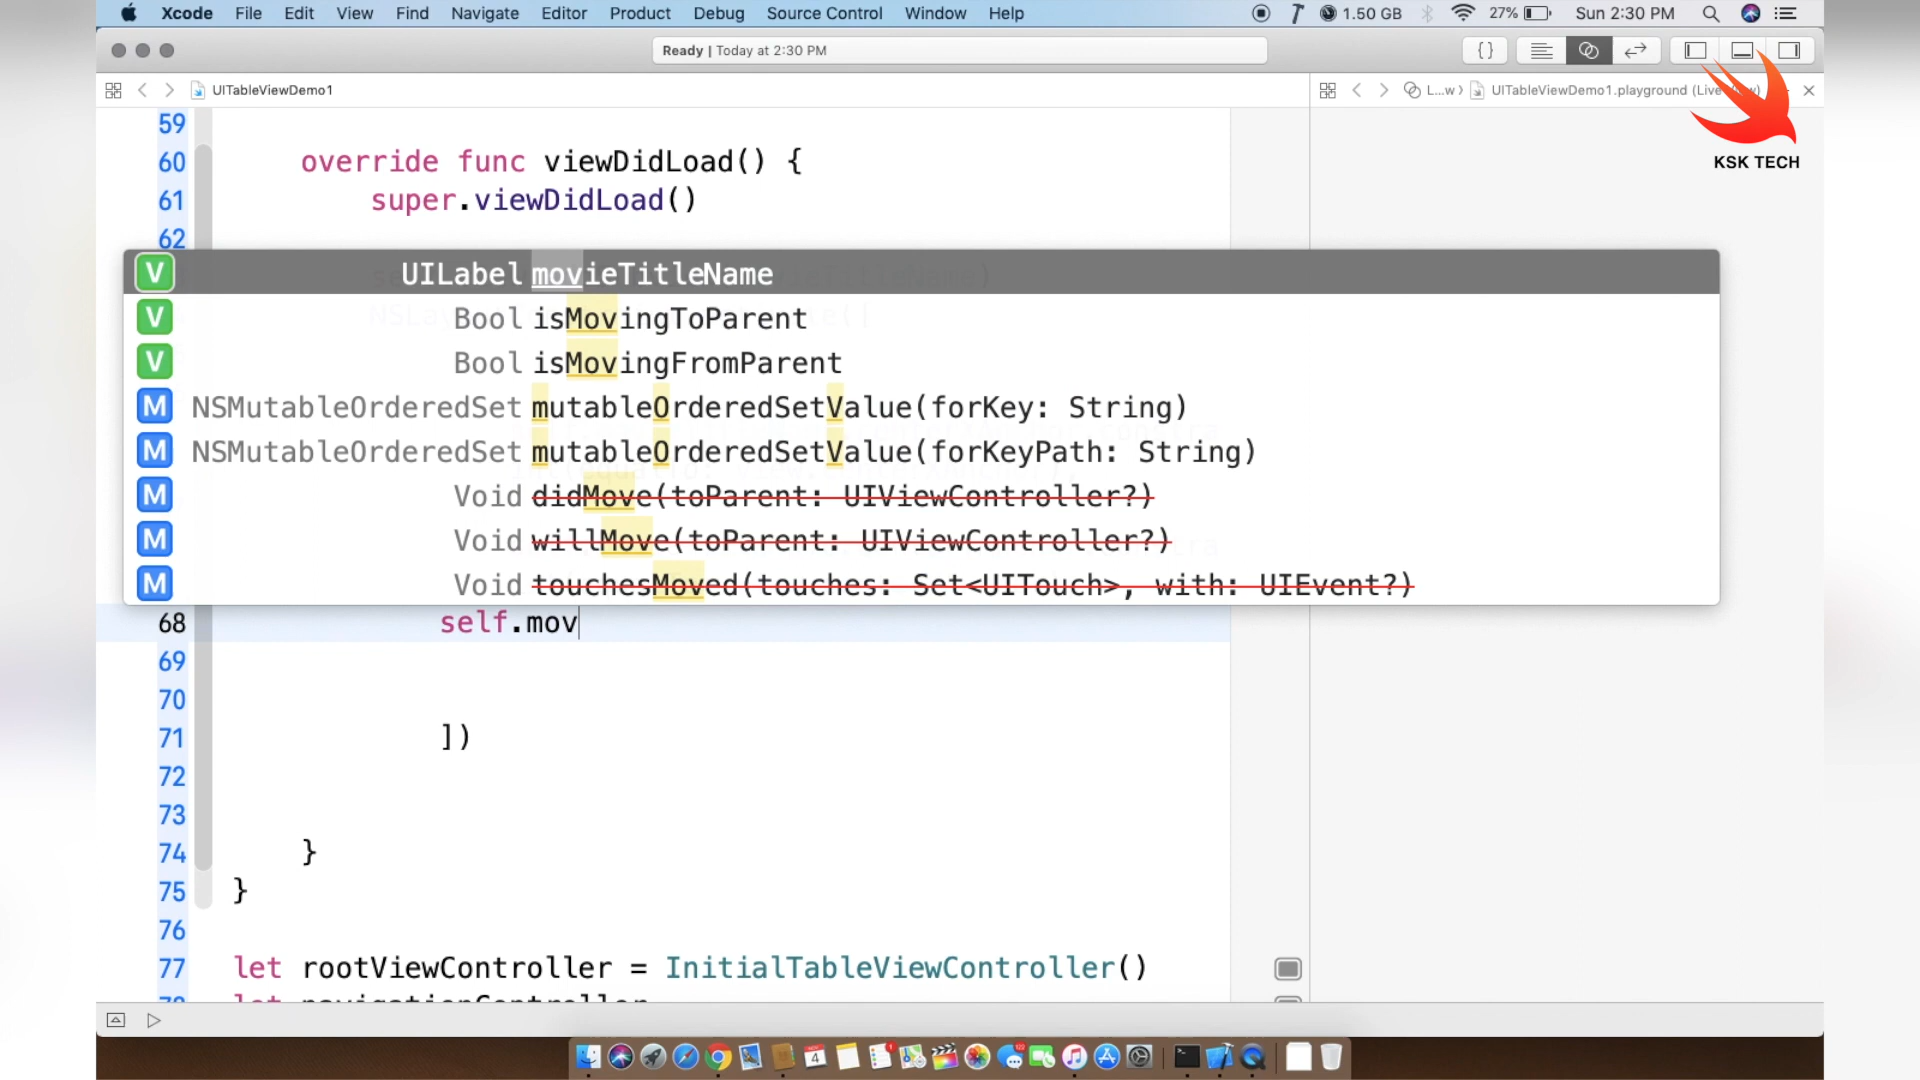 Xcode File Edit View Find Navigate Editor Product Debug Source Control Window Help 1.50 GB 27% Sun 2:30 PM
Ready | Today at 2:30 PM { }
UITableViewDemo1 L...w UITableViewDemo1.playground (Live
KSK TECH
59
60 override func viewDidLoad() {
61 super.viewDidLoad()
62
V UILabel movieTitleName
V Bool isMovingToParent
V Bool isMovingFromParent
M NSMutableOrderedSet mutableOrderedSetValue(forKey: String)
M NSMutableOrderedSet mutableOrderedSetValue(forKeyPath: String)
M Void didMove(toParent: UIViewController?)
M Void willMove(toParent: UIViewController?)
M Void touchesMoved(touches: Set<UITouch>, with: UIEvent?)
68 self.mov
69
70
71 ])
72
73
74 }
75 }
76
77 let rootViewController = InitialTableViewController()